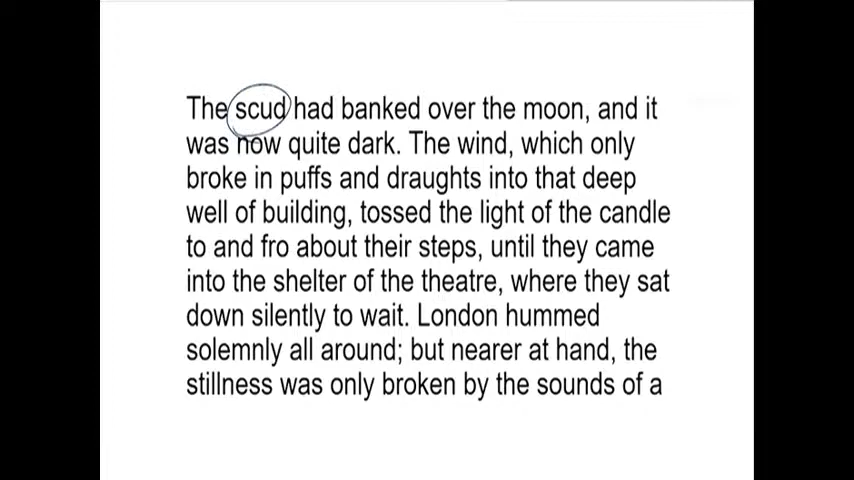 The scud had banked over the moon, and it
was now quite dark. The wind, which only
broke in puffs and draughts into that deep
well of building, tossed the light of the candle
to and fro about their steps, until they came
into the shelter of the theatre, where they sat
down silently to wait. London hummed
solemnly all around; but nearer at hand, the
stillness was only broken by the sounds of a